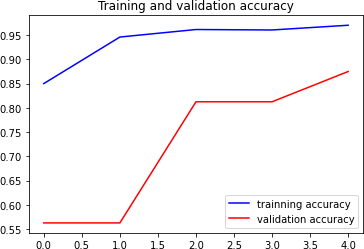 Training and validation accuracy
0.95
0.90
0.85
0.80
0.75
0.70
0.65
0.60
0.55
trainning accuracy
validation accuracy
0.0 0.5 1.0 1.5 2.0 2.5 3.0 3.5 4.0